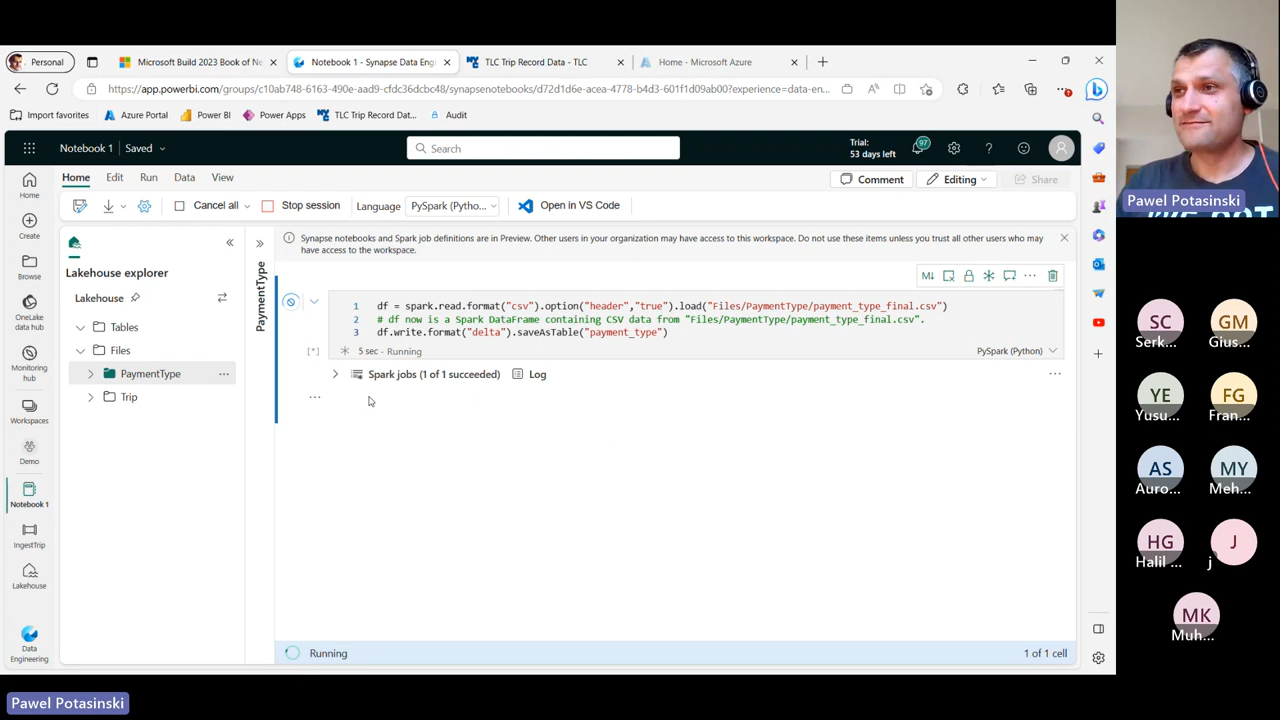 Personal
Microsoft Build 2023 Book of Ne
Notebook 1 - Synapse Data Eng
TLC Trip Record Data - TLC
Home - Microsoft Azure
https://app.powerbi.com/groups/c10ab748-6163-490e-aad9-cfdc36dcbc48/synapsenotebooks/d72d1d6e-acea-4778-b4d3-601f1d09ab00?experience=data-en...
Import favorites
Azure Portal
Power BI
Power Apps
TLC Trip Record Dat...
Audit
Notebook 1
Saved
Search
Trial:
53 days left
97
Home
Edit
Run
Data
View
Comment
Editing
Share
Cancel all
Stop session
Language
PySpark (Pytho...
Open in VS Code
Home
Create
Browse
OneLake
data hub
Monitoring
hub
Workspaces
Demo
Notebook 1
IngestTrip
Lakehouse
Data
Engineering
Lakehouse explorer
Lakehouse
Tables
Files
PaymentType
Trip
PaymentType
Synapse notebooks and Spark job definitions are in Preview. Other users in your organization may have access to this workspace. Do not use these items unless you trust all other users who may
have access to the workspace.
M↓
1 df = spark.read.format("csv").option("header","true").load("Files/PaymentType/payment_type_final.csv")
2 # df now is a Spark DataFrame containing CSV data from "Files/PaymentType/payment_type_final.csv".
3 df.write.format("delta").saveAsTable("payment_type")
[*]
5 sec - Running
PySpark (Python)
Spark jobs (1 of 1 succeeded)
Log
Running
1 of 1 cell
Pawel Potasinski
SC
Serk...
GM
Gius...
YE
Yusu...
FG
Fran...
AS
Auro...
MY
Meh...
HG
Halil ...
J
j
MK
Muh...
Pawel Potasinski